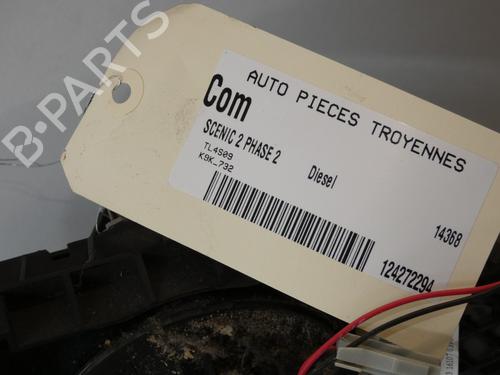 B-PARTS
AUTO PIECES TROYENNES
Com
SCENIC 2 PHASE 2
TL4S09
Diesel
K9K_732
14368
124272294